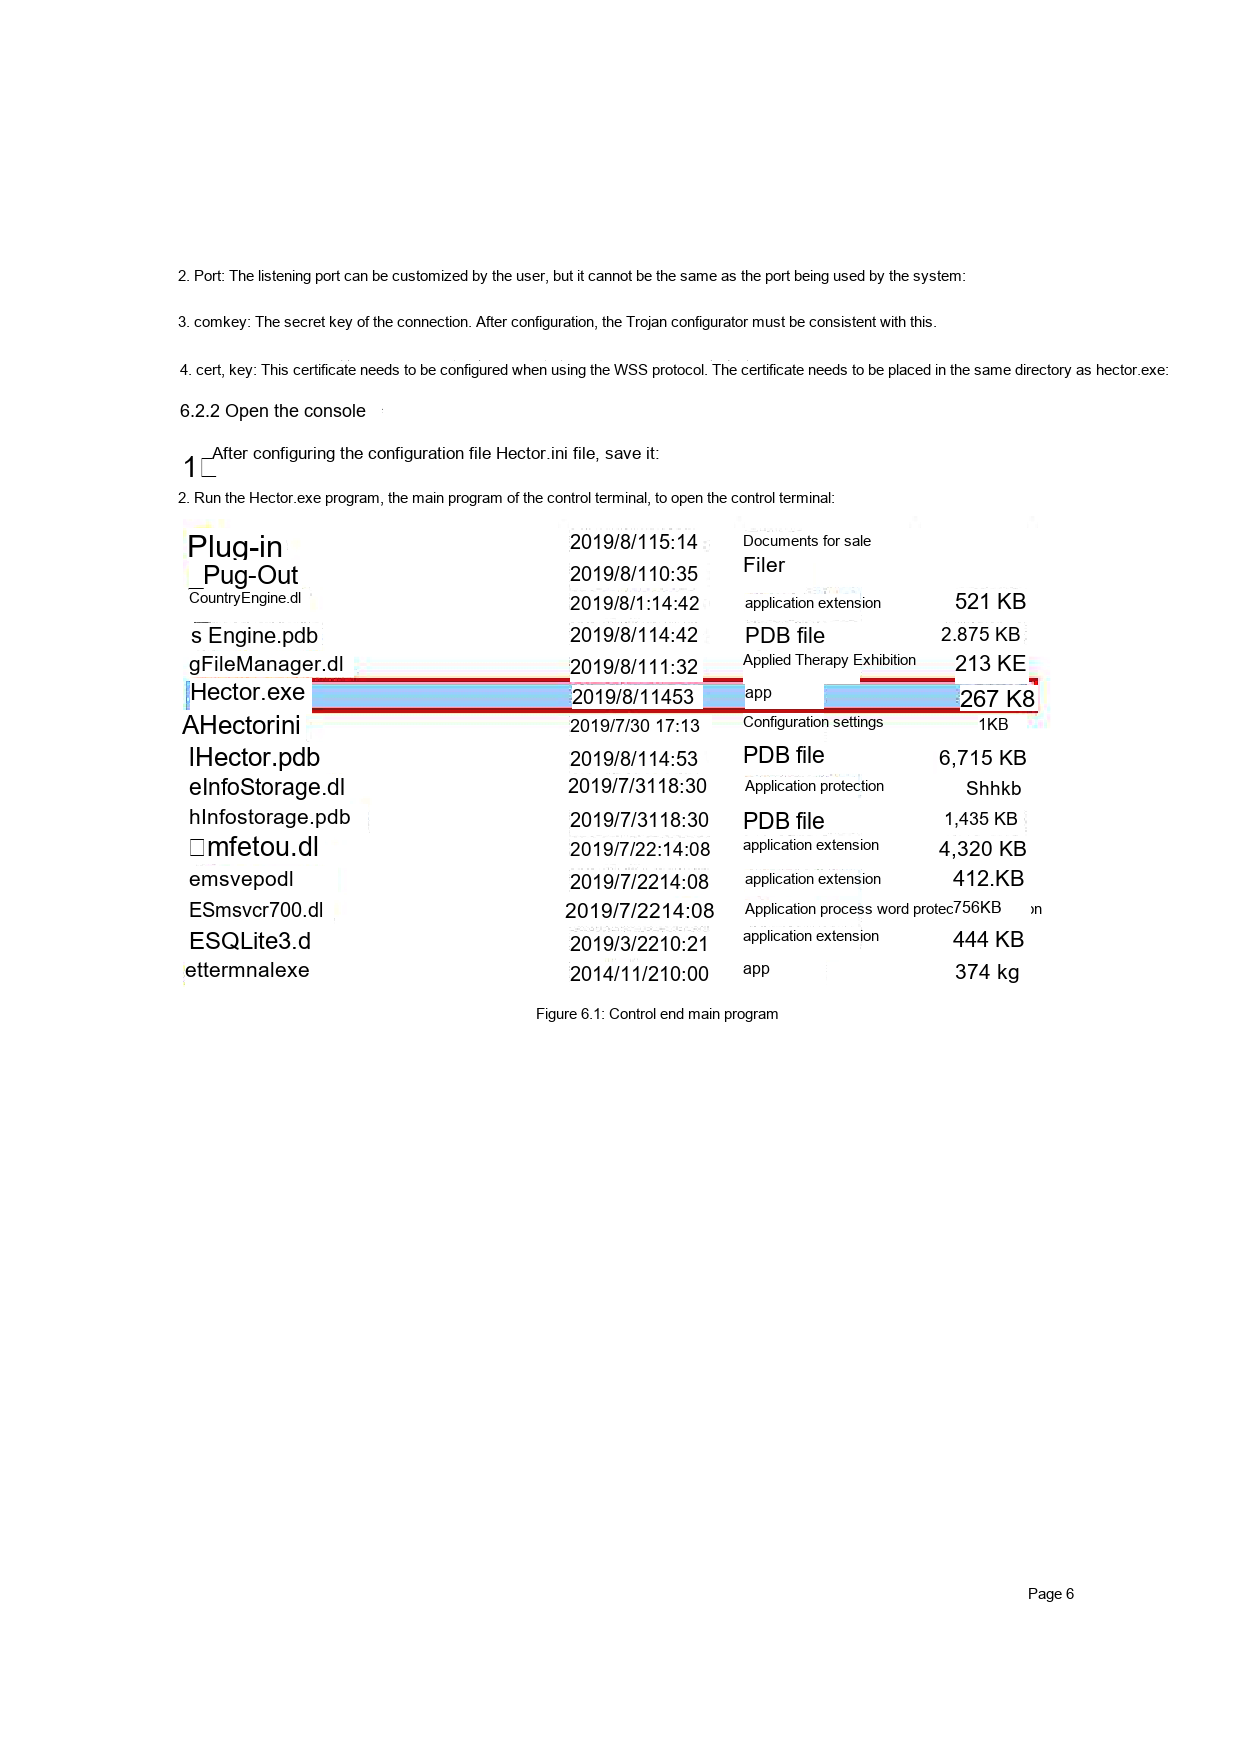 2. Port: The listening port can be customized by the user, but it cannot be the same as the port being used by the system:
3. comkey: The secret key of the connection. After configuration, the Trojan configurator must be consistent with this.
4. cert, key: This certificate needs to be configured when using the WSS protocol. The certificate needs to be placed in the same directory as hector.exe:
6.2.2 Open the console
1 After configuring the configuration file Hector.ini file, save it:
2. Run the Hector.exe program, the main program of the control terminal, to open the control terminal:
Plug-in 2019/8/115:14 Documents for sale
_Pug-Out 2019/8/110:35 Filer
CountryEngine.dl 2019/8/1:14:42 application extension 521 KB
s Engine.pdb 2019/8/114:42 PDB file 2.875 KB
gFileManager.dl 2019/8/111:32 Applied Therapy Exhibition 213 KE
Hector.exe 2019/8/11453 app 267 K8
AHectorini 2019/7/30 17:13 Configuration settings 1KB
lHector.pdb 2019/8/114:53 PDB file 6,715 KB
eInfoStorage.dl 2019/7/3118:30 Application protection Shhkb
hInfostorage.pdb 2019/7/3118:30 PDB file 1,435 KB
□mfetou.dl 2019/7/22:14:08 application extension 4,320 KB
emsvepodl 2019/7/2214:08 application extension 412.KB
ESmsvcr700.dl 2019/7/2214:08 Application process word protec756KB on
ESQLite3.d 2019/3/2210:21 application extension 444 KB
ettermnalexe 2014/11/210:00 app 374 kg
Figure 6.1: Control end main program
Page 6